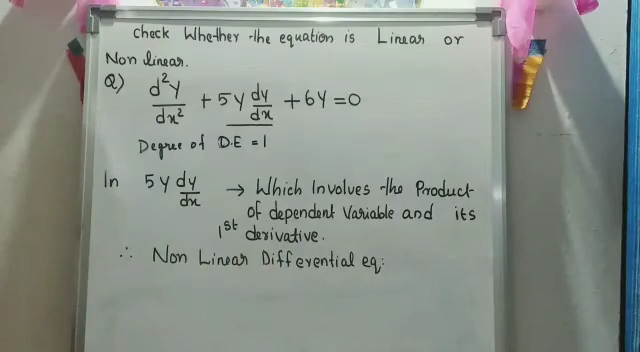 Check Whether the equation is Linear or
Non linear.
Q) d²y/dx² + 5y dy/dx + 6y = 0
Degree of D.E = 1
In 5y dy/dx → Which Involves the Product
of dependent Variable and its
1st derivative.
∴ Non Linear Differential eq: